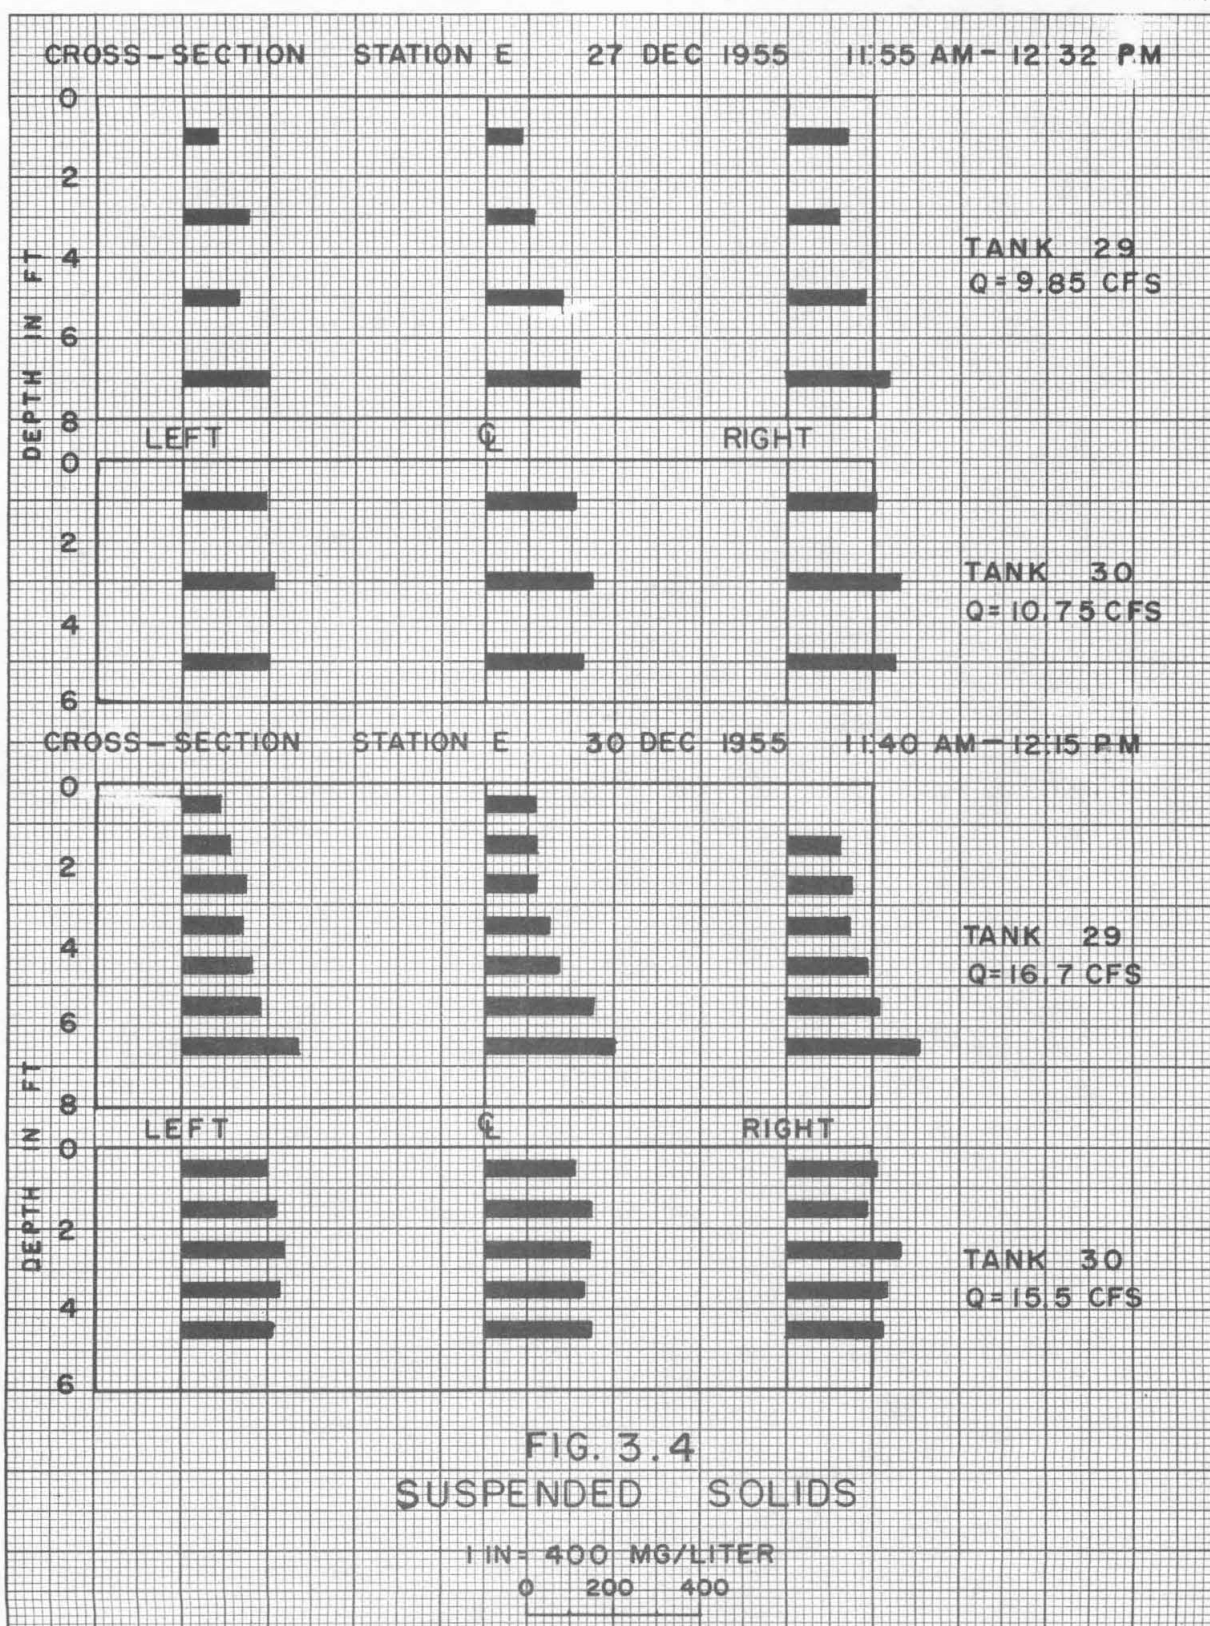 CROSS-SECTION STATION E 27 DEC 1955 11:55 AM-12:32 PM
0
2
4
6
8
DEPTH IN FT
TANK 29
Q=9.85 CFS
LEFT ℄ RIGHT
0
2
4
6
TANK 30
Q=10.75 CFS
CROSS-SECTION STATION E 30 DEC 1955 11:40 AM-12:15 PM
0
2
4
6
8
DEPTH IN FT
TANK 29
Q=16.7 CFS
LEFT ℄ RIGHT
0
2
4
6
TANK 30
Q=15.5 CFS
FIG. 3.4
SUSPENDED SOLIDS
1 IN= 400 MG/LITER
0 200 400